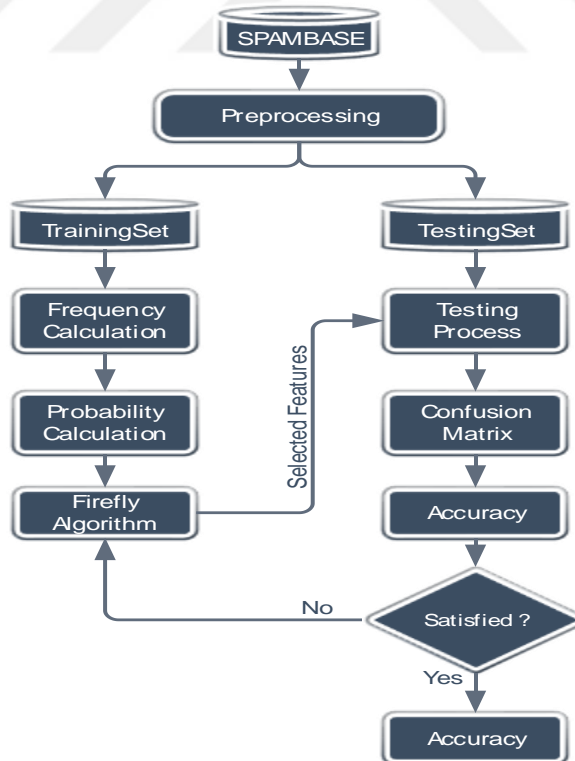 SPAMBASE
Preprocessing
TrainingSet
TestingSet
Frequency
Calculation
Testing
Process
Probability
Calculation
Selected Features
Confusion
Matrix
Firefly
Algorithm
Accuracy
No
Satisfied ?
Yes
Accuracy